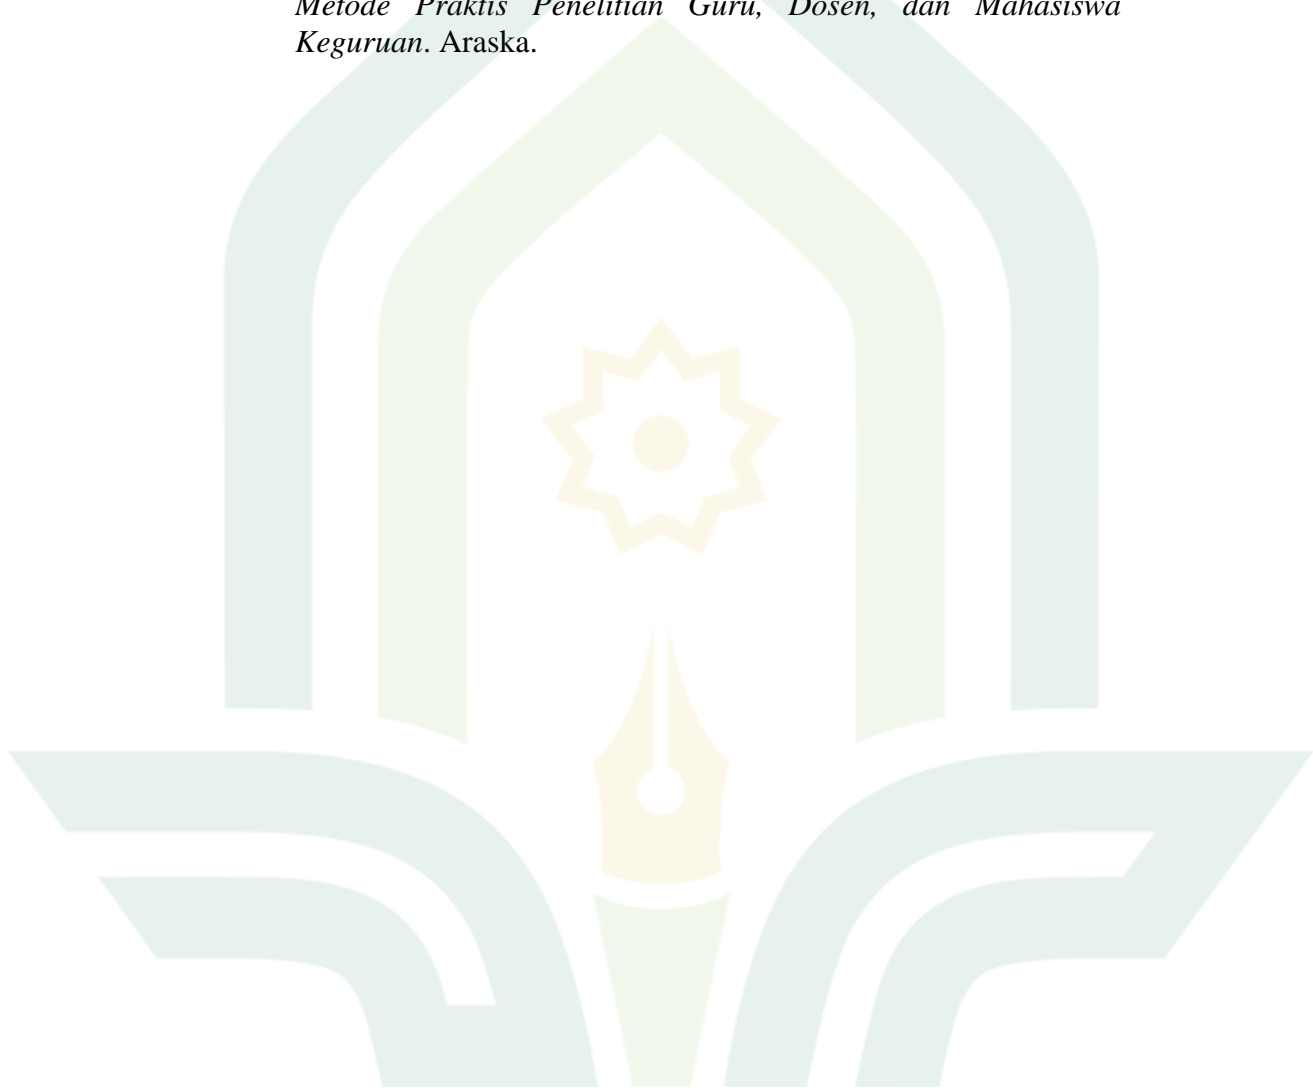 Metode Praktis Penelitian Guru, Dosen, dan Mahasiswa
Keguruan. Araska.